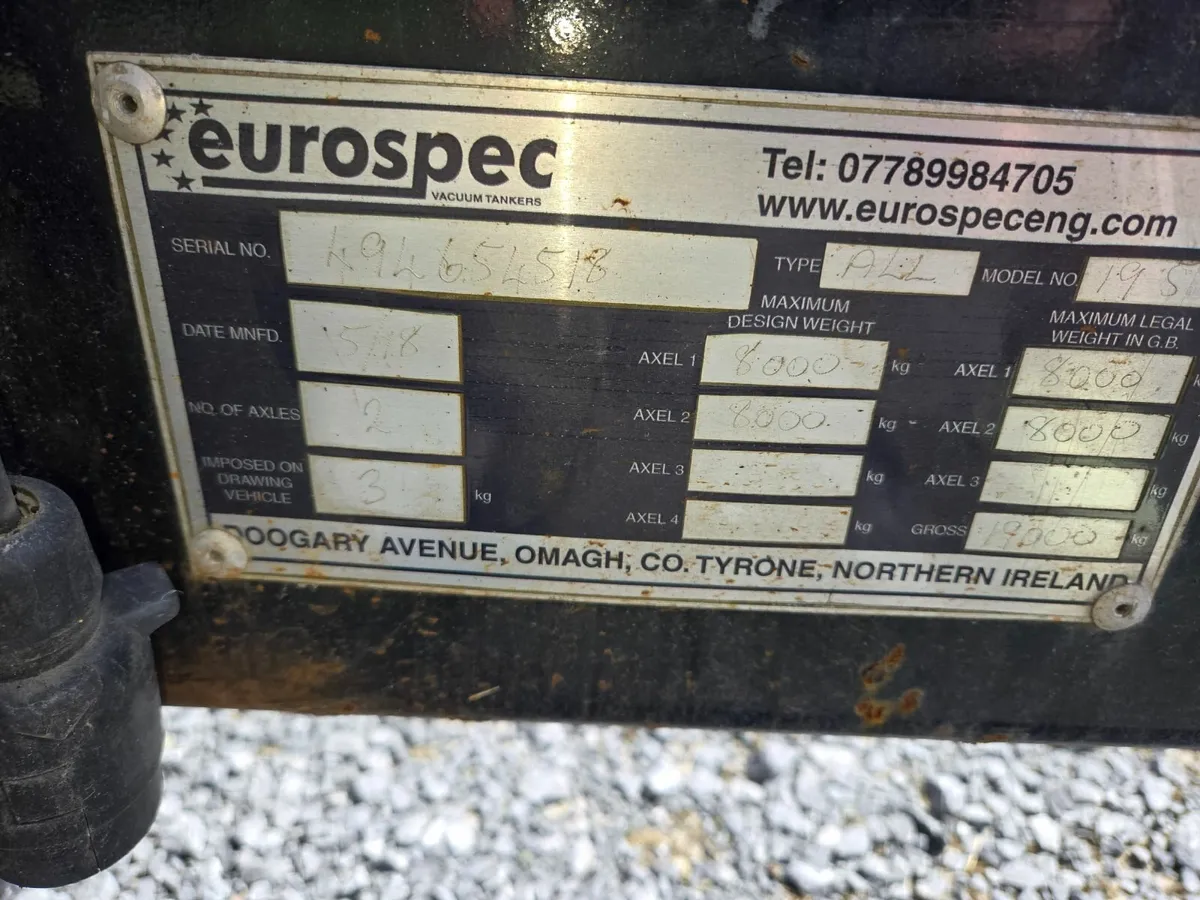 eurospec
VACUUM TANKERS
Tel: 07789984705
www.eurospeceng.com
SERIAL NO. 494654518
TYPE ALL
MODEL NO. 195
DATE MNFD. 5/18
NO. OF AXLES 2
IMPOSED ON
DRAWING
VEHICLE 3 kg
MAXIMUM
DESIGN WEIGHT
AXEL 1 8000 kg
AXEL 2 8000 kg
AXEL 3 kg
AXEL 4 kg
MAXIMUM LEGAL
WEIGHT IN G.B.
AXEL 1 8000 k
AXEL 2 8000 kg
AXEL 3 kg
GROSS 19000 kg
DOOGARY AVENUE, OMAGH, CO. TYRONE, NORTHERN IRELAND